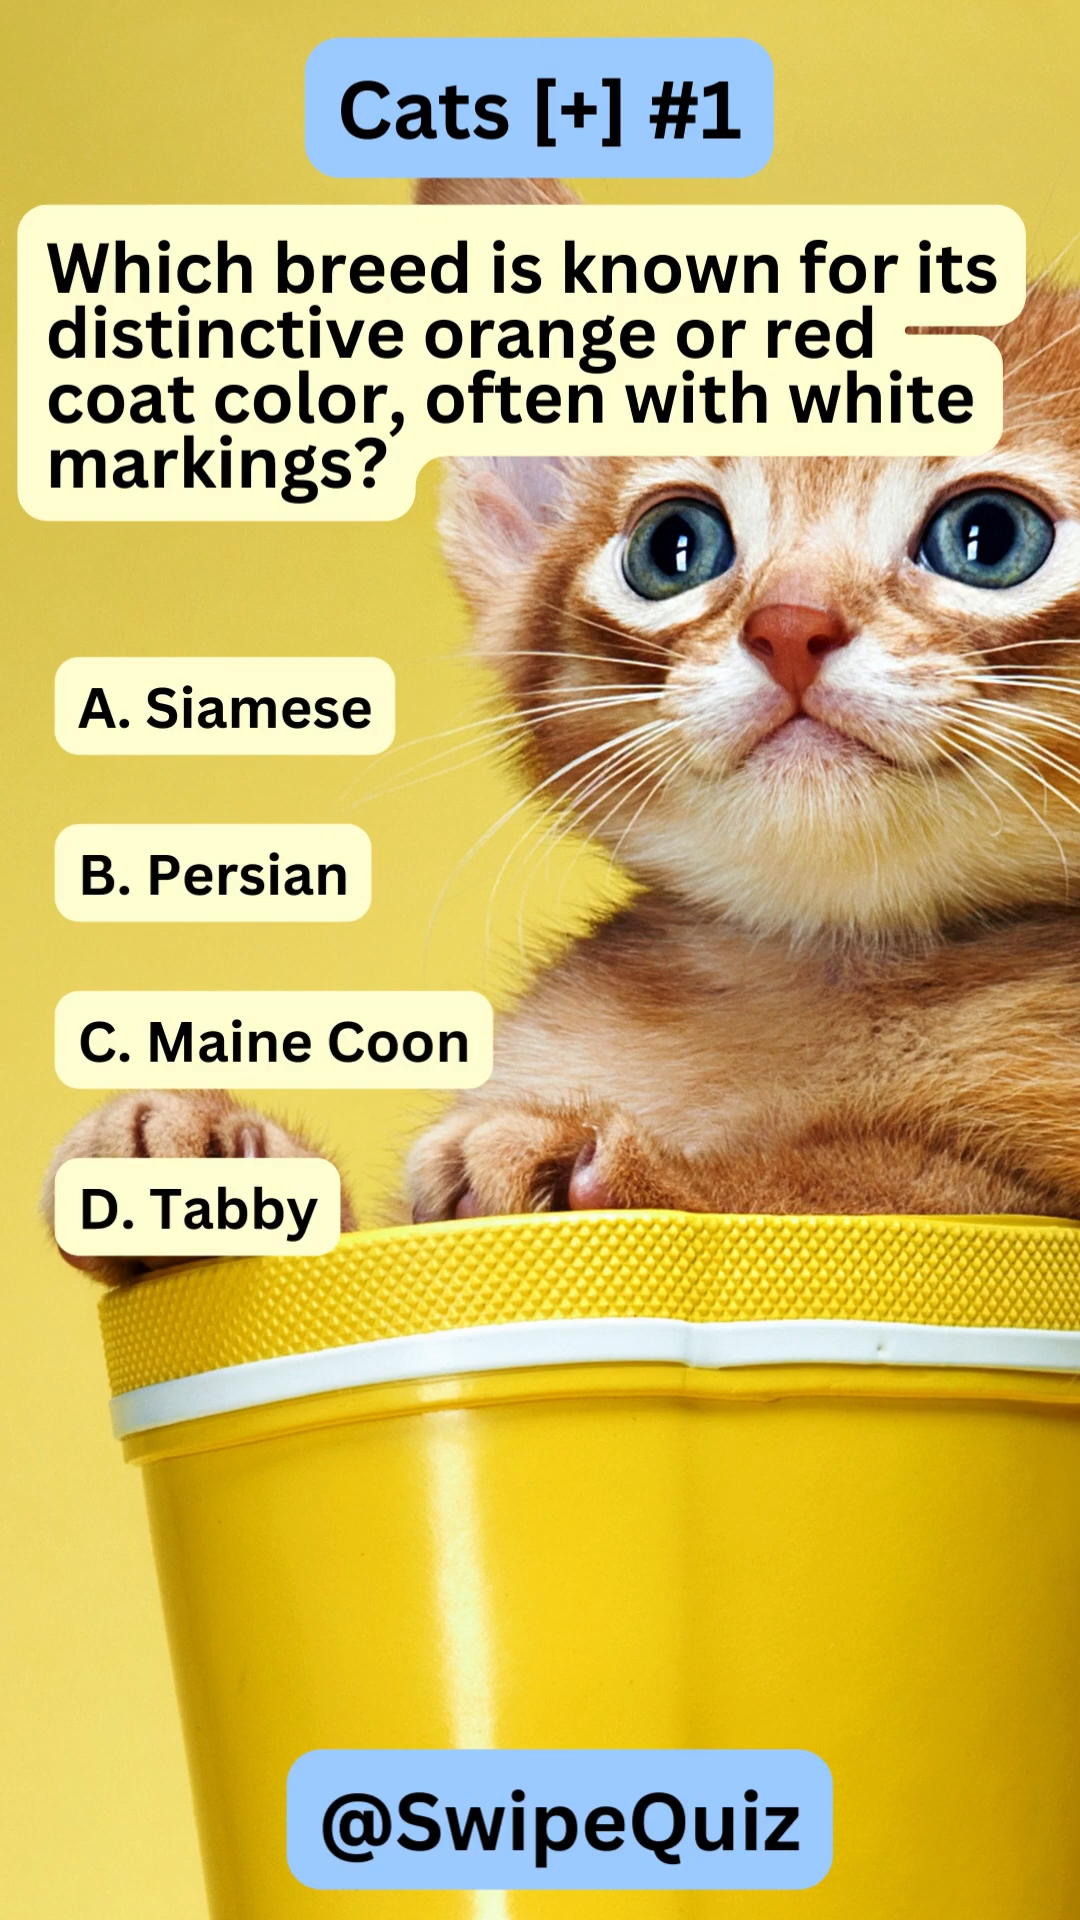 Cats [+] #1
Which breed is known for its
distinctive orange or red
coat color, often with white
markings?
A. Siamese
B. Persian
C. Maine Coon
D. Tabby
@SwipeQuiz